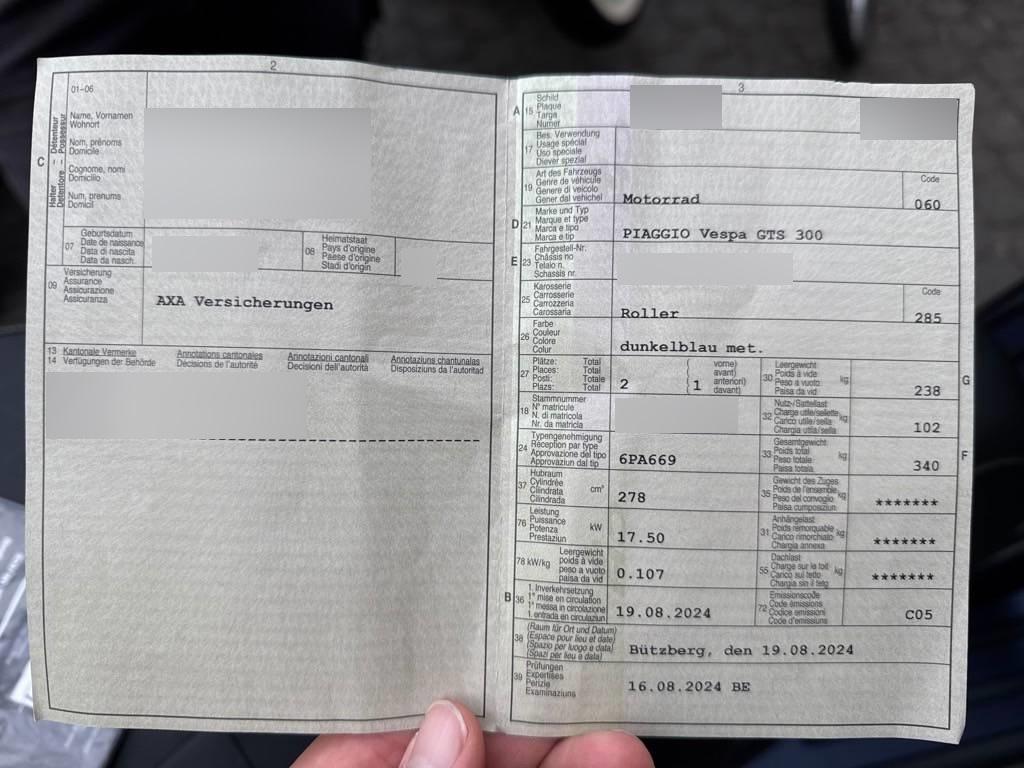 2
01-06
Name, Vornamen
Wohnort
Nom, prénoms
Domicile
Cognome, nomi
Domicilio
Num, prenums
Domicil
C
Halter – Détenteur
Detentore – Possessur
07
Geburtsdatum
Date de naissance
Data di nascita
Data da nasch.
08
Heimatstaat
Pays d'origine
Paese d'origine
Stadi d'origin
09
Versicherung
Assurance
Assicurazione
Assicuranza
AXA Versicherungen
13 Kantonale Vermerke Annotations cantonales Annotazioni cantonali Annotaziuns chantunalas
14 Verfügungen der Behörde Décisions de l'autorité Decisioni dell'autorità Disposiziuns da l'autoritad
3
A 15
Schild
Plaque
Targa
Numer
17
Bes. Verwendung
Usage spécial
Uso speciale
Diever spezial
19
Art des Fahrzeugs
Genre de véhicule
Genere di veicolo
Gener dal vehichel
Motorrad
Code
060
D 21
Marke und Typ
Marque et type
Marca e tipo
Marca e tip
PIAGGIO Vespa GTS 300
E 23
Fahrgestell-Nr.
Châssis no
Telaio n.
Schassis nr.
25
Karosserie
Carrosserie
Carrozzeria
Carossaria
Roller
Code
285
26
Farbe
Couleur
Colore
Colur
dunkelblau met.
27
Plätze: Total
Places: Total
Posti: Totale
Plazs: Total
2
vorne)
avant)
anteriori)
davant)
1
30
Leergewicht
Poids à vide
Peso a vuoto
Paisa da vid
kg
238
G
18
Stammnummer
N° matricule
N. di matricola
Nr. da matricla
32
Nutz-/Sattellast
Charge utile/sellette
Carico utile/sella
Chargia utila/sella
kg
102
24
Typengenehmigung
Réception par type
Approvazione del tipo
Approvaziun dal tip
6PA669
33
Gesamtgewicht
Poids total
Peso totale
Paisa totala
kg
340
F
37
Hubraum
Cylindrée
Cilindrata
Cilindrada
cm³
278
35
Gewicht des Zuges
Poids de l'ensemble
Peso del convoglio
Paisa cumposiziun
kg
*******
76
Leistung
Puissance
Potenza
Prestaziun
kW
17.50
31
Anhängelast
Poids remorquable
Carico rimorchiato
Chargia annexa
kg
*******
78 kW/kg
Leergewicht
poids à vide
peso a vuoto
paisa da vid
0.107
55
Dachlast
Charge sur le toit
Carico sul tetto
Chargia sin il tetg
kg
*******
B 36
1. Inverkehrsetzung
1re mise en circulation
1a messa in circolazione
1. entrada en circulaziun
19.08.2024
72
Emissionscode
Code émissions
Codice emissioni
Code d'emissiuns
C05
38
(Raum für Ort und Datum)
(Espace pour lieu et date)
(Spazio per luogo e data)
(Spazi per lieu e data)
Bützberg, den 19.08.2024
39
Prüfungen
Expertises
Perizie
Examinaziuns
16.08.2024 BE